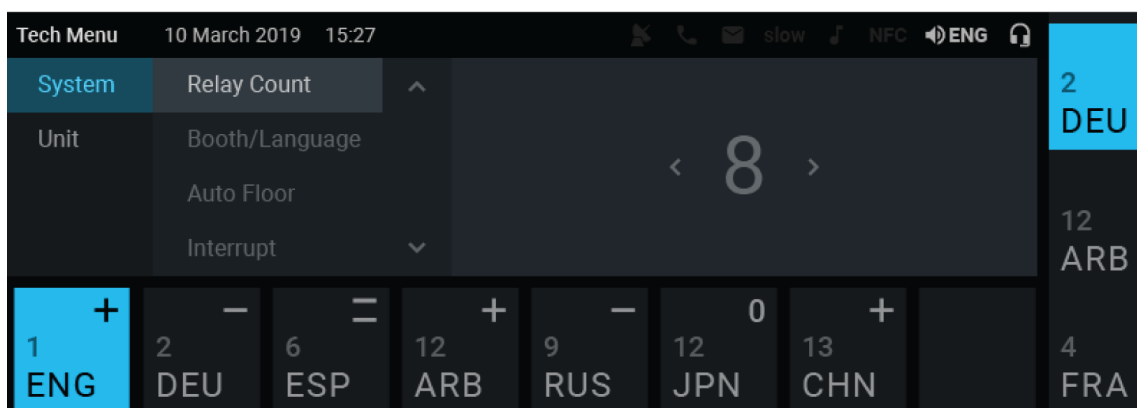 Tech Menu 10 March 2019 15:27 slow NFC ENG
System Relay Count
Unit Booth/Language
Auto Floor
Interrupt
< 8 >
2
DEU
12
ARB
4
FRA
+ − = + − 0 +
1 2 6 12 9 12 13
ENG DEU ESP ARB RUS JPN CHN